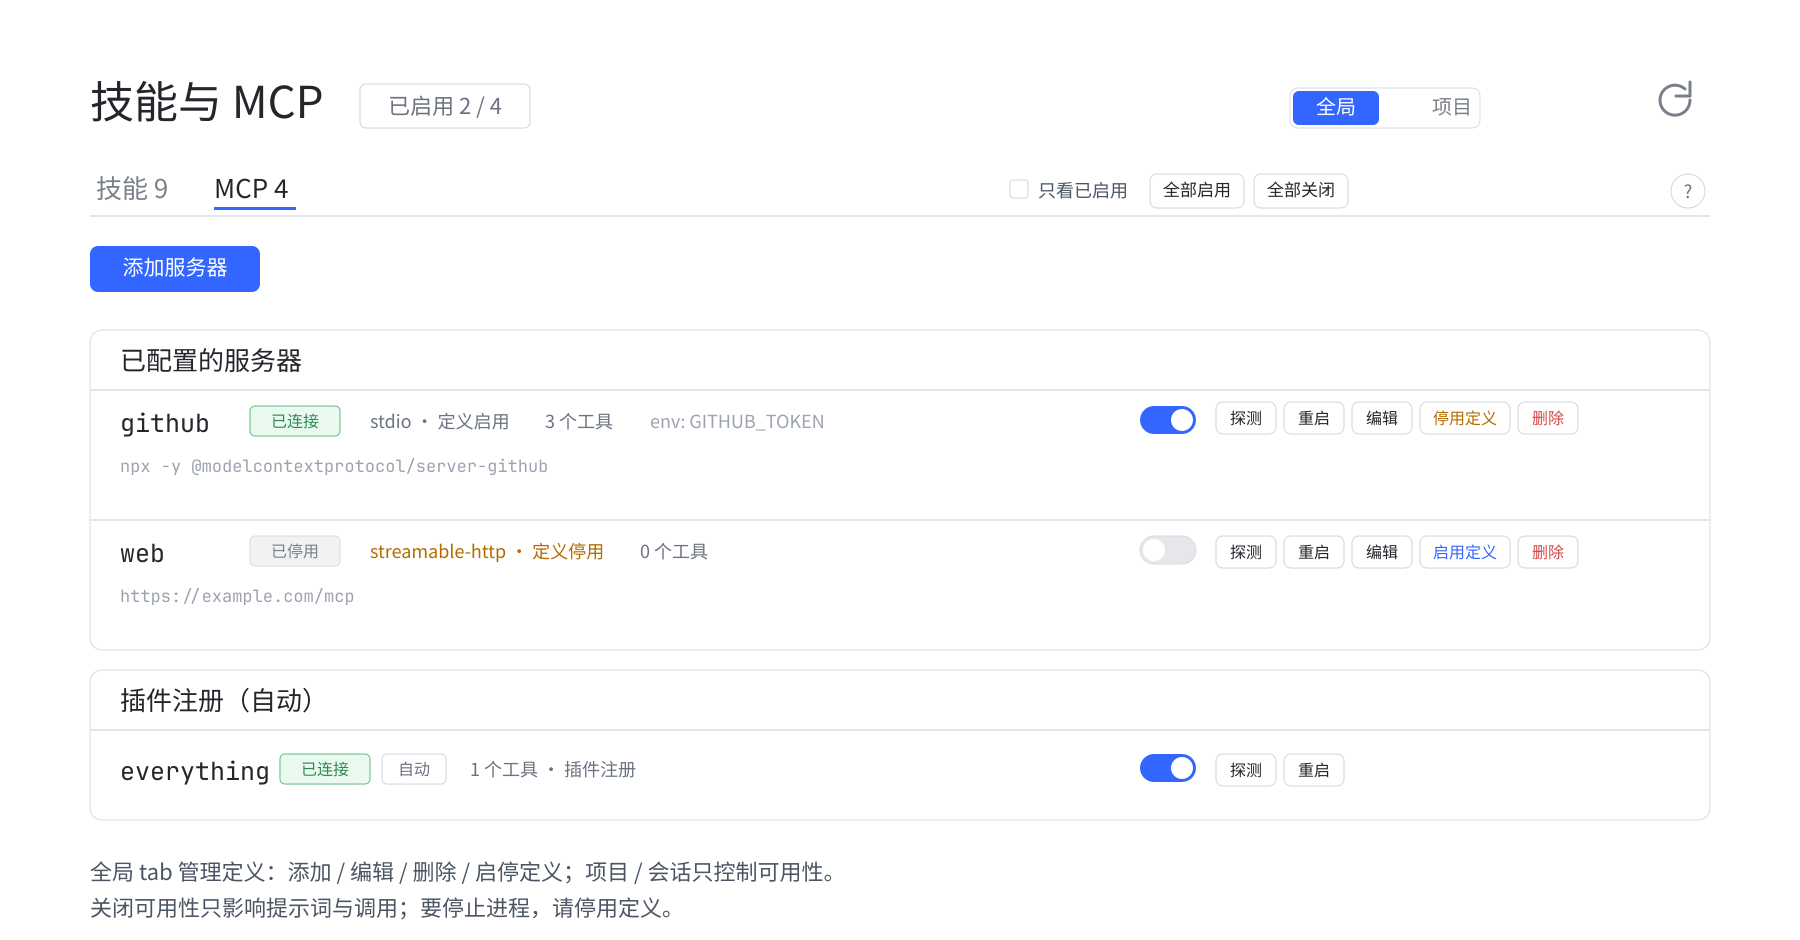 技能与 MCP 已启用 2 / 4 全局 项目
技能 9 MCP 4 只看已启用 全部启用 全部关闭 ?
添加服务器
已配置的服务器
github 已连接 stdio · 定义启用 3 个工具 env: GITHUB_TOKEN 探测 重启 编辑 停用定义 删除
npx -y @modelcontextprotocol/server-github
web 已停用 streamable-http · 定义停用 0 个工具 探测 重启 编辑 启用定义 删除
https://example.com/mcp
插件注册（自动）
everything 已连接 自动 1 个工具 · 插件注册 探测 重启
全局 tab 管理定义：添加 / 编辑 / 删除 / 启停定义；项目 / 会话只控制可用性。
关闭可用性只影响提示词与调用；要停止进程，请停用定义。